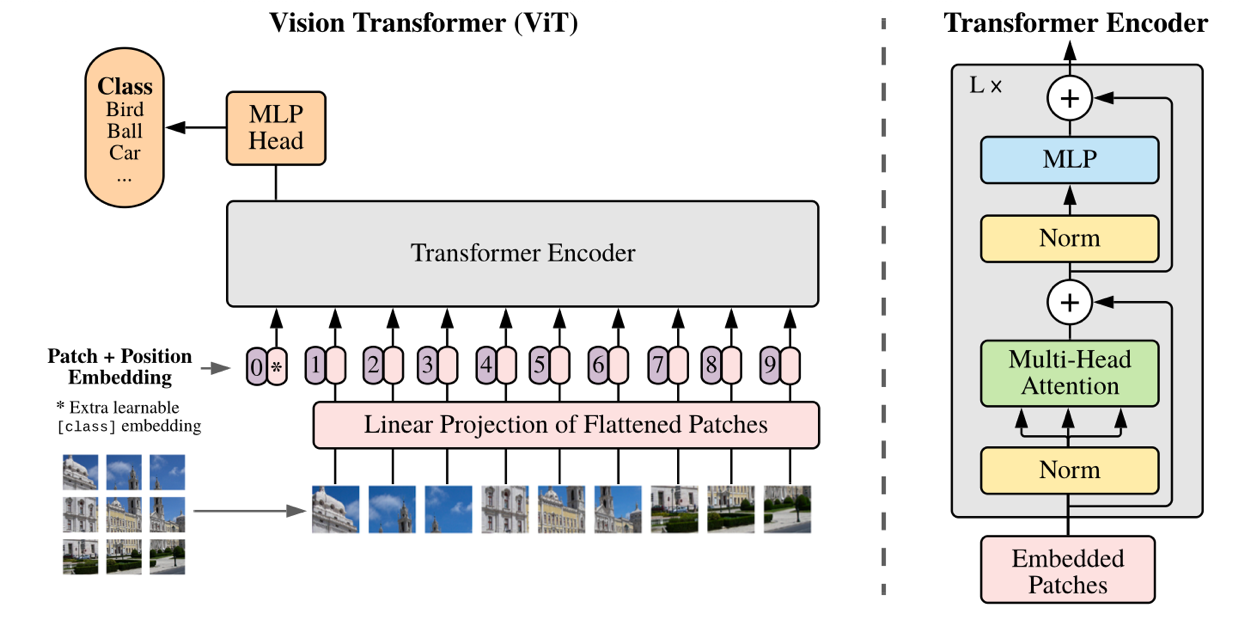 Vision Transformer (ViT)
Class
Bird
Ball
Car
...
MLP
Head
Transformer Encoder
Patch + Position
Embedding
0 * 1 2 3 4 5 6 7 8 9
* Extra learnable
[class] embedding
Linear Projection of Flattened Patches
Transformer Encoder
L x
+
MLP
Norm
+
Multi-Head
Attention
Norm
Embedded
Patches